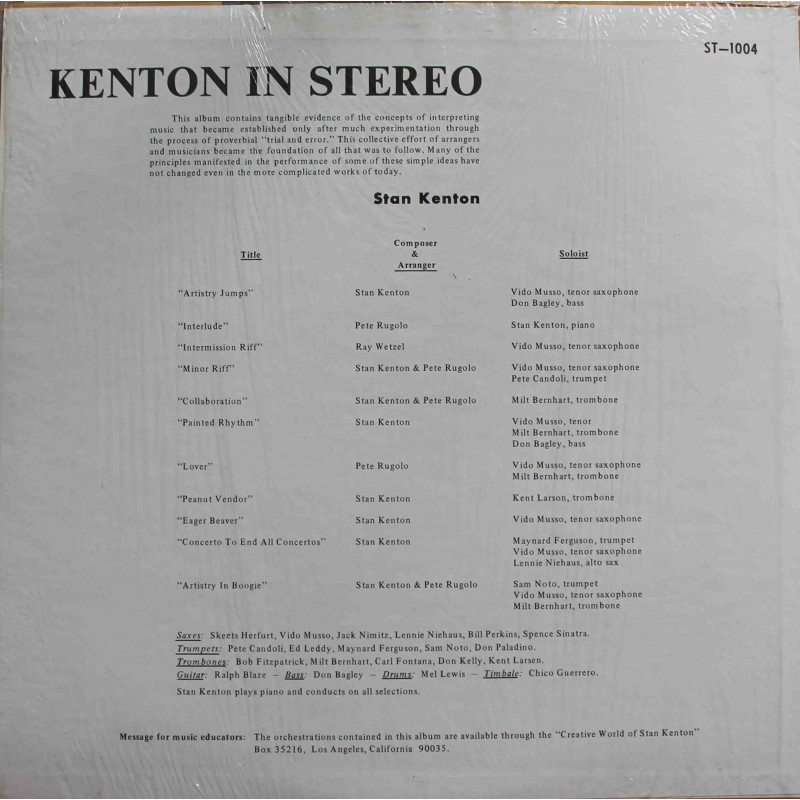 ST-1004
KENTON IN STEREO
This album contains tangible evidence of the concepts of interpreting
music that became established only after much experimentation through
the process of proverbial "trial and error." This collective effort of arrangers
and musicians became the foundation of all that was to follow. Many of the
principles manifested in the performance of some of these simple ideas have
not changed even in the more complicated works of today.
Stan Kenton
Title Composer & Arranger Soloist
"Artistry Jumps" Stan Kenton Vido Musso, tenor saxophone
Don Bagley, bass
"Interlude" Pete Rugolo Stan Kenton, piano
"Intermission Riff" Ray Wetzel Vido Musso, tenor saxophone
"Minor Riff" Stan Kenton & Pete Rugolo Vido Musso, tenor saxophone
Pete Candoli, trumpet
"Collaboration" Stan Kenton & Pete Rugolo Milt Bernhart, trombone
"Painted Rhythm" Stan Kenton Vido Musso, tenor
Milt Bernhart, trombone
Don Bagley, bass
"Lover" Pete Rugolo Vido Musso, tenor saxophone
Milt Bernhart, trombone
"Peanut Vendor" Stan Kenton Kent Larson, trombone
"Eager Beaver" Stan Kenton Vido Musso, tenor saxophone
"Concerto To End All Concertos" Stan Kenton Maynard Ferguson, trumpet
Vido Musso, tenor saxophone
Lennie Niehaus, alto sax
"Artistry In Boogie" Stan Kenton & Pete Rugolo Sam Noto, trumpet
Vido Musso, tenor saxophone
Milt Bernhart, trombone
Saxes: Skeets Herfurt, Vido Musso, Jack Nimitz, Lennie Niehaus, Bill Perkins, Spence Sinatra.
Trumpets: Pete Candoli, Ed Leddy, Maynard Ferguson, Sam Noto, Don Paladino.
Trombones: Bob Fitzpatrick, Milt Bernhart, Carl Fontana, Don Kelly, Kent Larsen.
Guitar: Ralph Blaze – Bass: Don Bagley – Drums: Mel Lewis – Timbale: Chico Guerrero.
Stan Kenton plays piano and conducts on all selections.
Message for music educators: The orchestrations contained in this album are available through the "Creative World of Stan Kenton"
Box 35216, Los Angeles, California 90035.